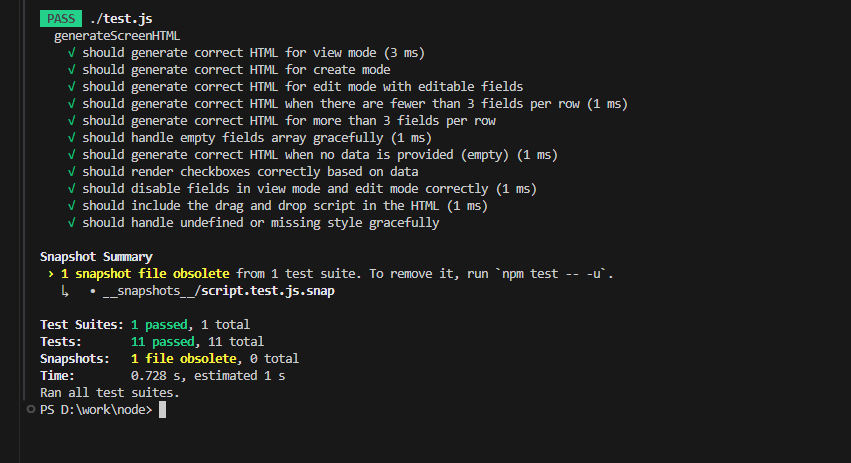 PASS ./test.js
generateScreenHTML
√ should generate correct HTML for view mode (3 ms)
√ should generate correct HTML for create mode
√ should generate correct HTML for edit mode with editable fields
√ should generate correct HTML when there are fewer than 3 fields per row (1 ms)
√ should generate correct HTML for more than 3 fields per row
√ should handle empty fields array gracefully (1 ms)
√ should generate correct HTML when no data is provided (empty) (1 ms)
√ should render checkboxes correctly based on data
√ should disable fields in view mode and edit mode correctly (1 ms)
√ should include the drag and drop script in the HTML (1 ms)
√ should handle undefined or missing style gracefully
Snapshot Summary
› 1 snapshot file obsolete from 1 test suite. To remove it, run `npm test -- -u`.
↳ • __snapshots__/script.test.js.snap
Test Suites: 1 passed, 1 total
Tests: 11 passed, 11 total
Snapshots: 1 file obsolete, 0 total
Time: 0.728 s, estimated 1 s
Ran all test suites.
PS D:\work\node>